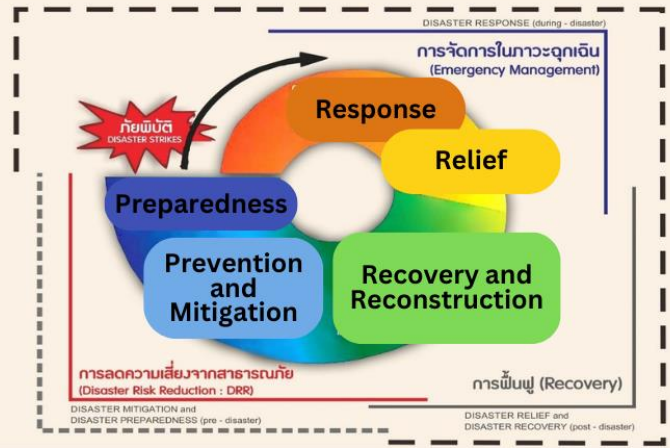 DISASTER RESPONSE (during - disaster)
การจัดการในภาวะฉุกเฉิน
(Emergency Management)
Response
ภัยพิบัติ
DISASTER STRIKES
Relief
Preparedness
Prevention
and
Mitigation
Recovery and
Reconstruction
การลดความเสี่ยงจากสาธารณภัย
(Disaster Risk Reduction : DRR)
การฟื้นฟู (Recovery)
DISASTER MITIGATION and
DISASTER PREPAREDNESS (pre - disaster)
DISASTER RELIEF and
DISASTER RECOVERY (post - disaster)